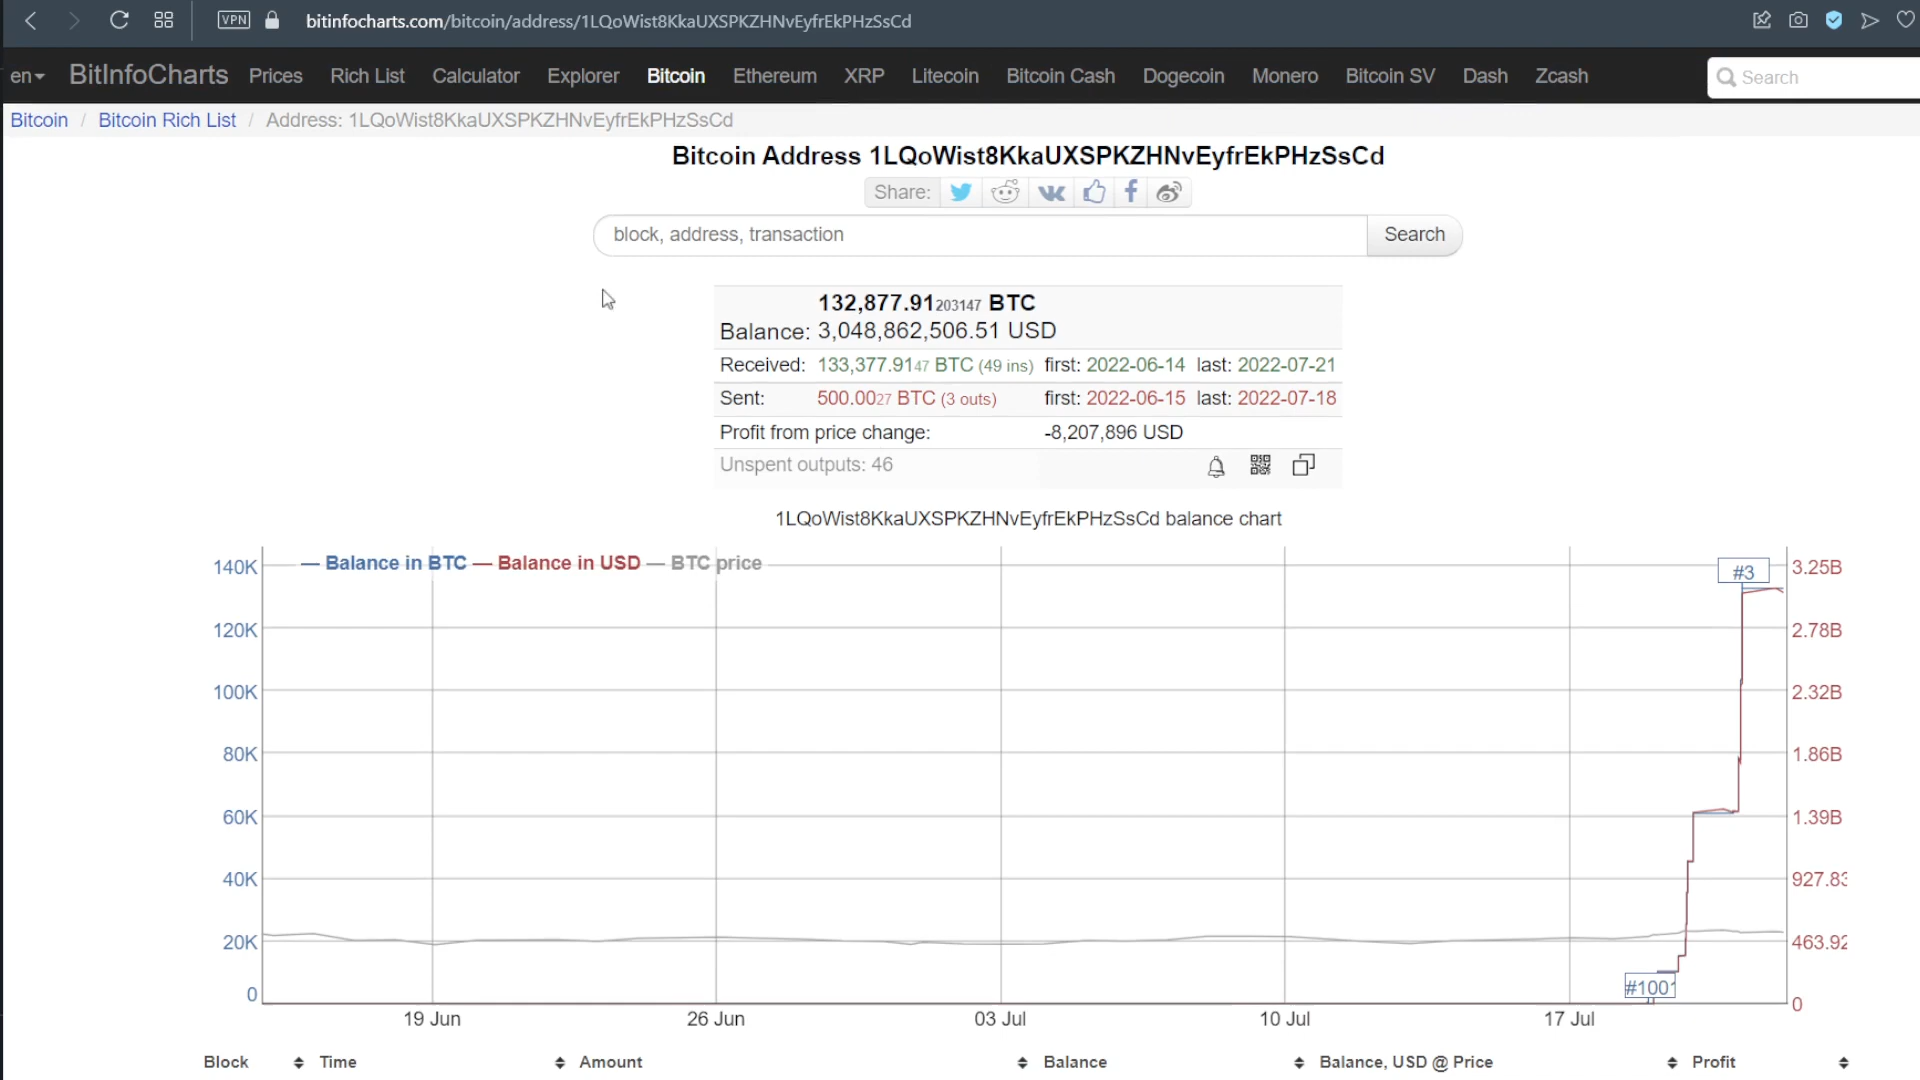 VPN bitinfocharts.com/bitcoin/address/1LQoWist8KkaUXSPKZHNvEyfrEkPHzSsCd
en BitInfoCharts Prices Rich List Calculator Explorer Bitcoin Ethereum XRP Litecoin Bitcoin Cash Dogecoin Monero Bitcoin SV Dash Zcash Search
Bitcoin / Bitcoin Rich List / Address: 1LQoWist8KkaUXSPKZHNvEyfrEkPHzSsCd
Bitcoin Address 1LQoWist8KkaUXSPKZHNvEyfrEkPHzSsCd
Share:
block, address, transaction Search
132,877.91203147 BTC
Balance: 3,048,862,506.51 USD
Received: 133,377.9147 BTC (49 ins) first: 2022-06-14 last: 2022-07-21
Sent: 500.0027 BTC (3 outs) first: 2022-06-15 last: 2022-07-18
Profit from price change: -8,207,896 USD
Unspent outputs: 46
1LQoWist8KkaUXSPKZHNvEyfrEkPHzSsCd balance chart
— Balance in BTC — Balance in USD — BTC price
140K #3 3.25B
120K 2.78B
100K 2.32B
80K 1.86B
60K 1.39B
40K 927.83
20K 463.92
#1001
0 0
19 Jun 26 Jun 03 Jul 10 Jul 17 Jul
Block Time Amount Balance Balance, USD @ Price Profit